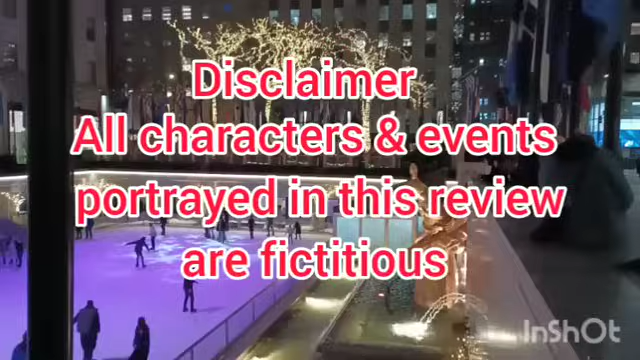 Disclaimer
All characters & events
portrayed in this review
are fictitious
InShOt